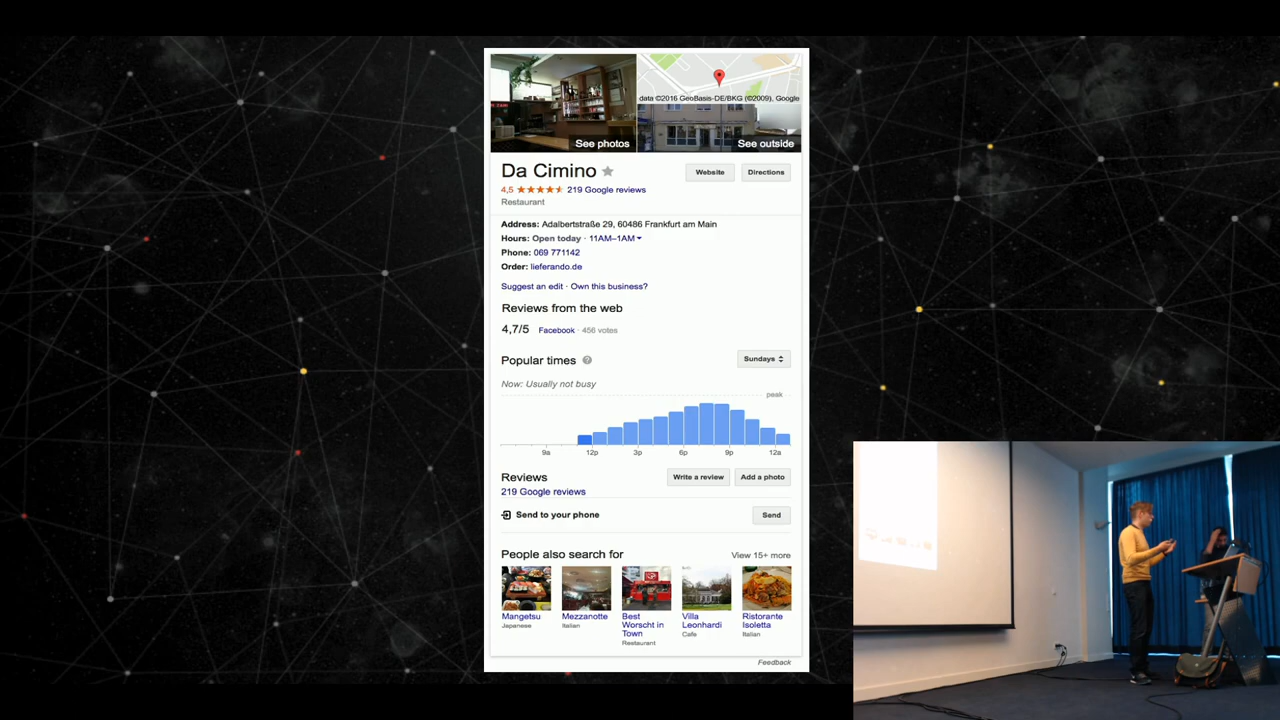 See photos
data ©2016 GeoBasis-DE/BKG (©2009), Google
See outside
Da Cimino
Website
Directions
4,5
219 Google reviews
Restaurant
Address: Adalbertstraße 29, 60486 Frankfurt am Main
Hours: Open today · 11AM–1AM
Phone: 069 771142
Order: lieferando.de
Suggest an edit · Own this business?
Reviews from the web
4,7/5 Facebook · 456 votes
Popular times ?
Sundays
Now: Usually not busy
peak
9a 12p 3p 6p 9p 12a
Reviews
Write a review
Add a photo
219 Google reviews
Send to your phone
Send
People also search for
View 15+ more
Mangetsu
Japanese
Mezzanotte
Italian
Best
Worscht in
Town
Restaurant
Villa
Leonhardi
Cafe
Ristorante
Isoletta
Italian
Feedback